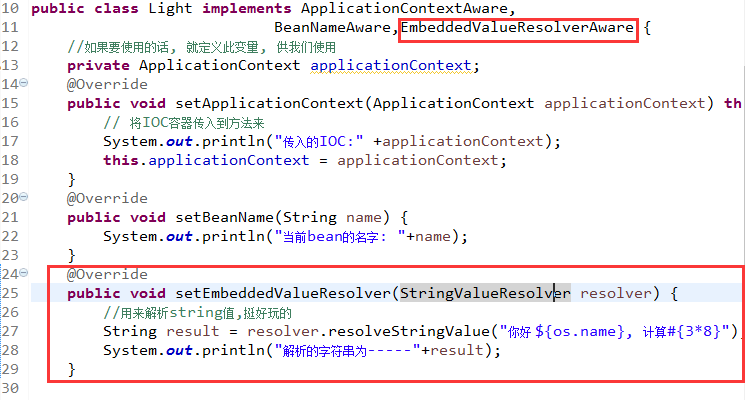 10 public class Light implements ApplicationContextAware,
11 BeanNameAware,EmbeddedValueResolverAware {
12 //如果要使用的话, 就定义此变量, 供我们使用
13 private ApplicationContext applicationContext;
14 @Override
15 public void setApplicationContext(ApplicationContext applicationContext) th
16 // 将IOC容器传入到方法来
17 System.out.println("传入的IOC:" +applicationContext);
18 this.applicationContext = applicationContext;
19 }
20 @Override
21 public void setBeanName(String name) {
22 System.out.println("当前bean的名字: "+name);
23 }
24 @Override
25 public void setEmbeddedValueResolver(StringValueResolver resolver) {
26 //用来解析string值,挺好玩的
27 String result = resolver.resolveStringValue("你好 ${os.name}, 计算#{3*8}")
28 System.out.println("解析的字符串为-----"+result);
29 }
30